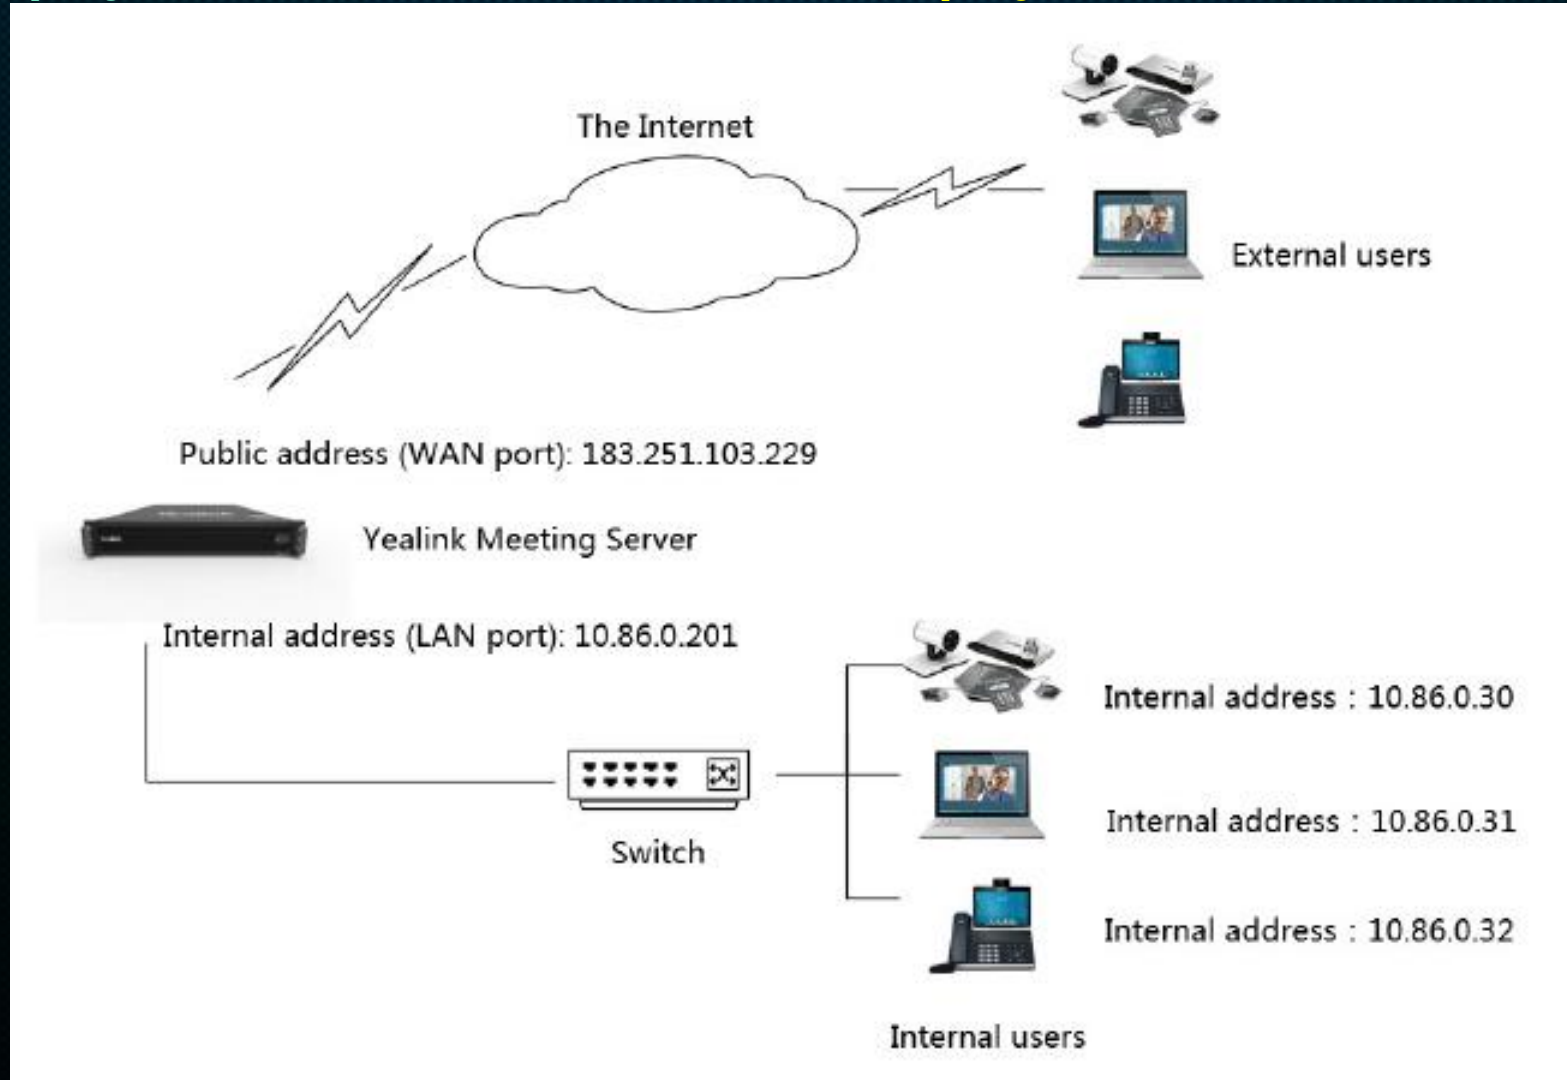 The Internet
External users
Public address (WAN port): 183.251.103.229
Yealink Meeting Server
Internal address (LAN port): 10.86.0.201
Internal address : 10.86.0.30
Internal address : 10.86.0.31
Switch
Internal address : 10.86.0.32
Internal users